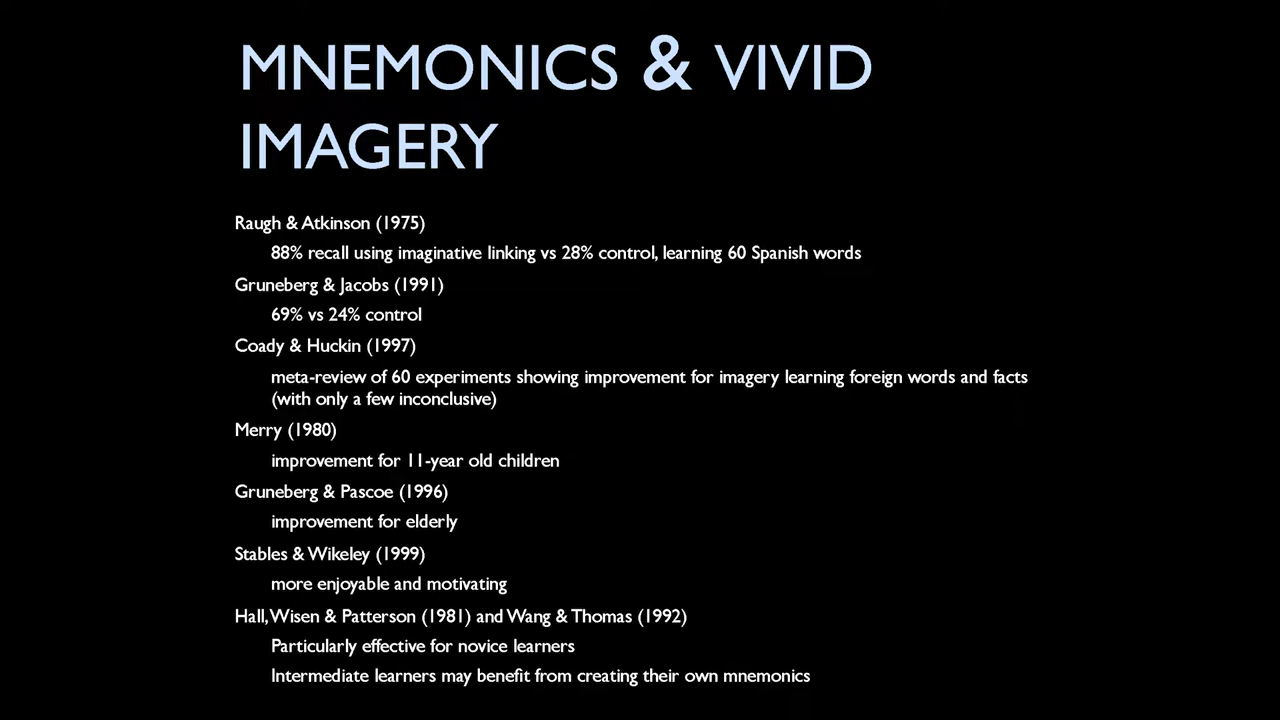 MNEMONICS & VIVID
IMAGERY
Raugh & Atkinson (1975)
88% recall using imaginative linking vs 28% control, learning 60 Spanish words
Gruneberg & Jacobs (1991)
69% vs 24% control
Coady & Huckin (1997)
meta-review of 60 experiments showing improvement for imagery learning foreign words and facts
(with only a few inconclusive)
Merry (1980)
improvement for 11-year old children
Gruneberg & Pascoe (1996)
improvement for elderly
Stables & Wikeley (1999)
more enjoyable and motivating
Hall, Wisen & Patterson (1981) and Wang & Thomas (1992)
Particularly effective for novice learners
Intermediate learners may benefit from creating their own mnemonics